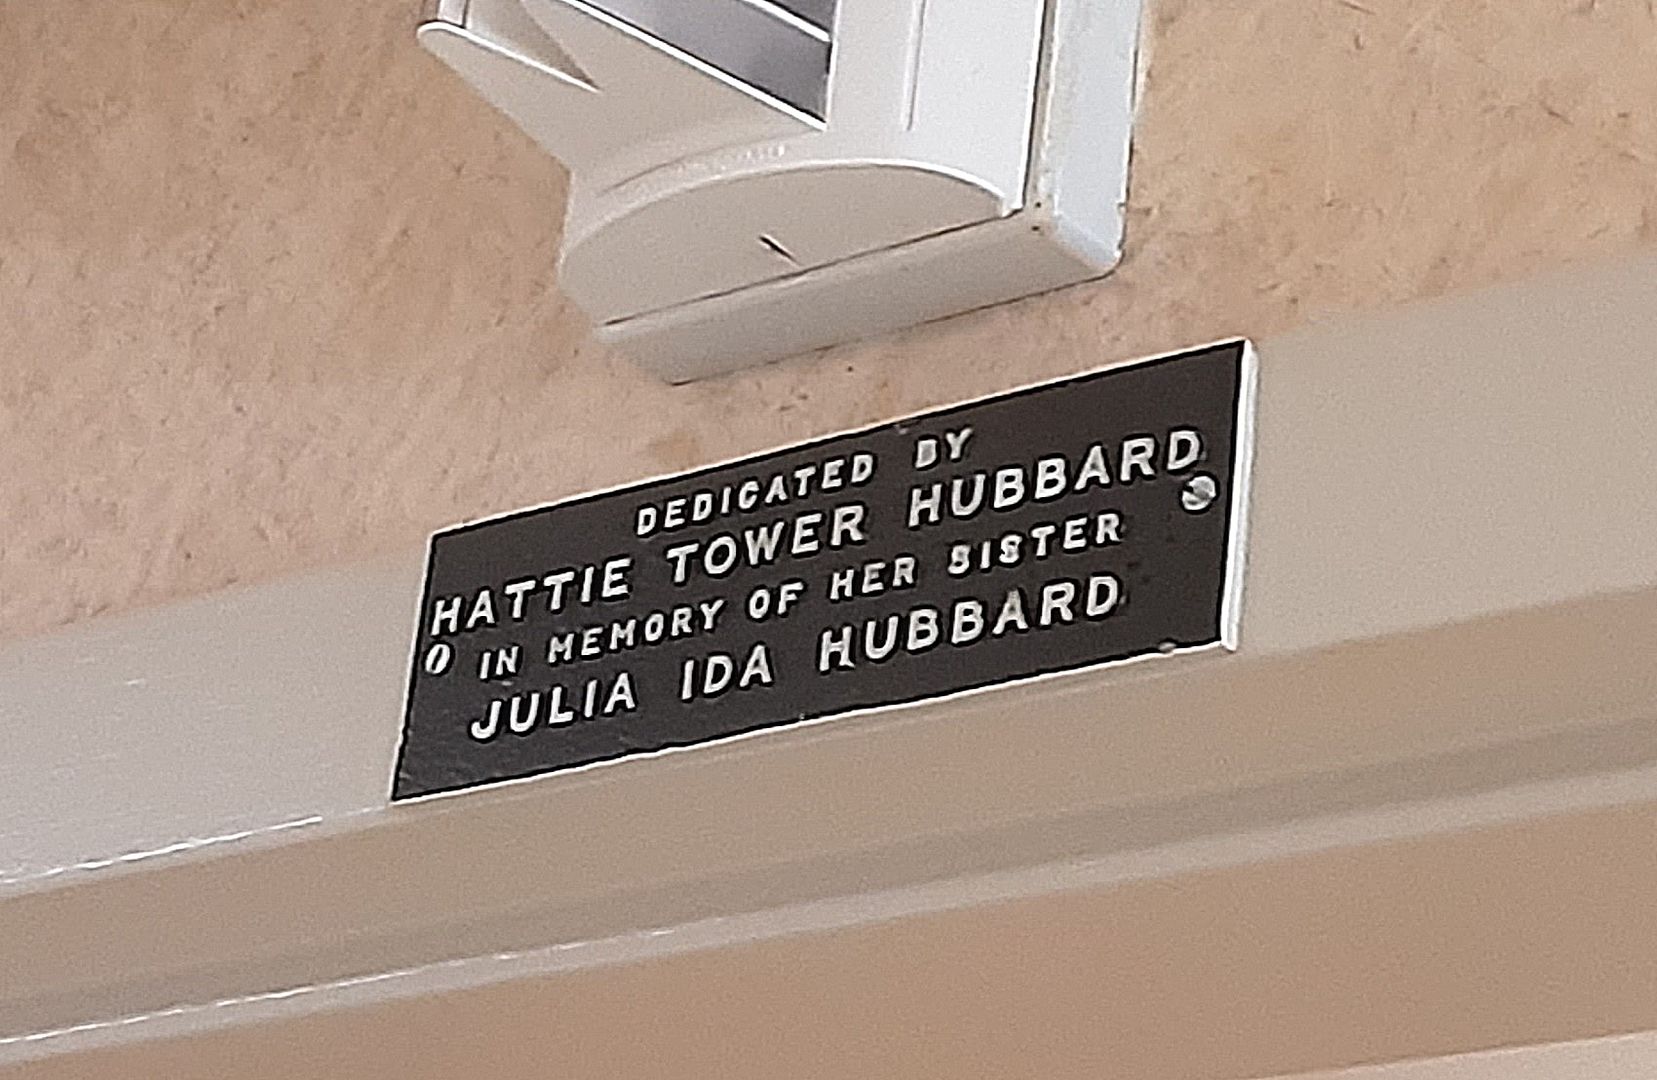 DEDICATED BY
HATTIE TOWER HUBBARD
IN MEMORY OF HER SISTER
JULIA IDA HUBBARD